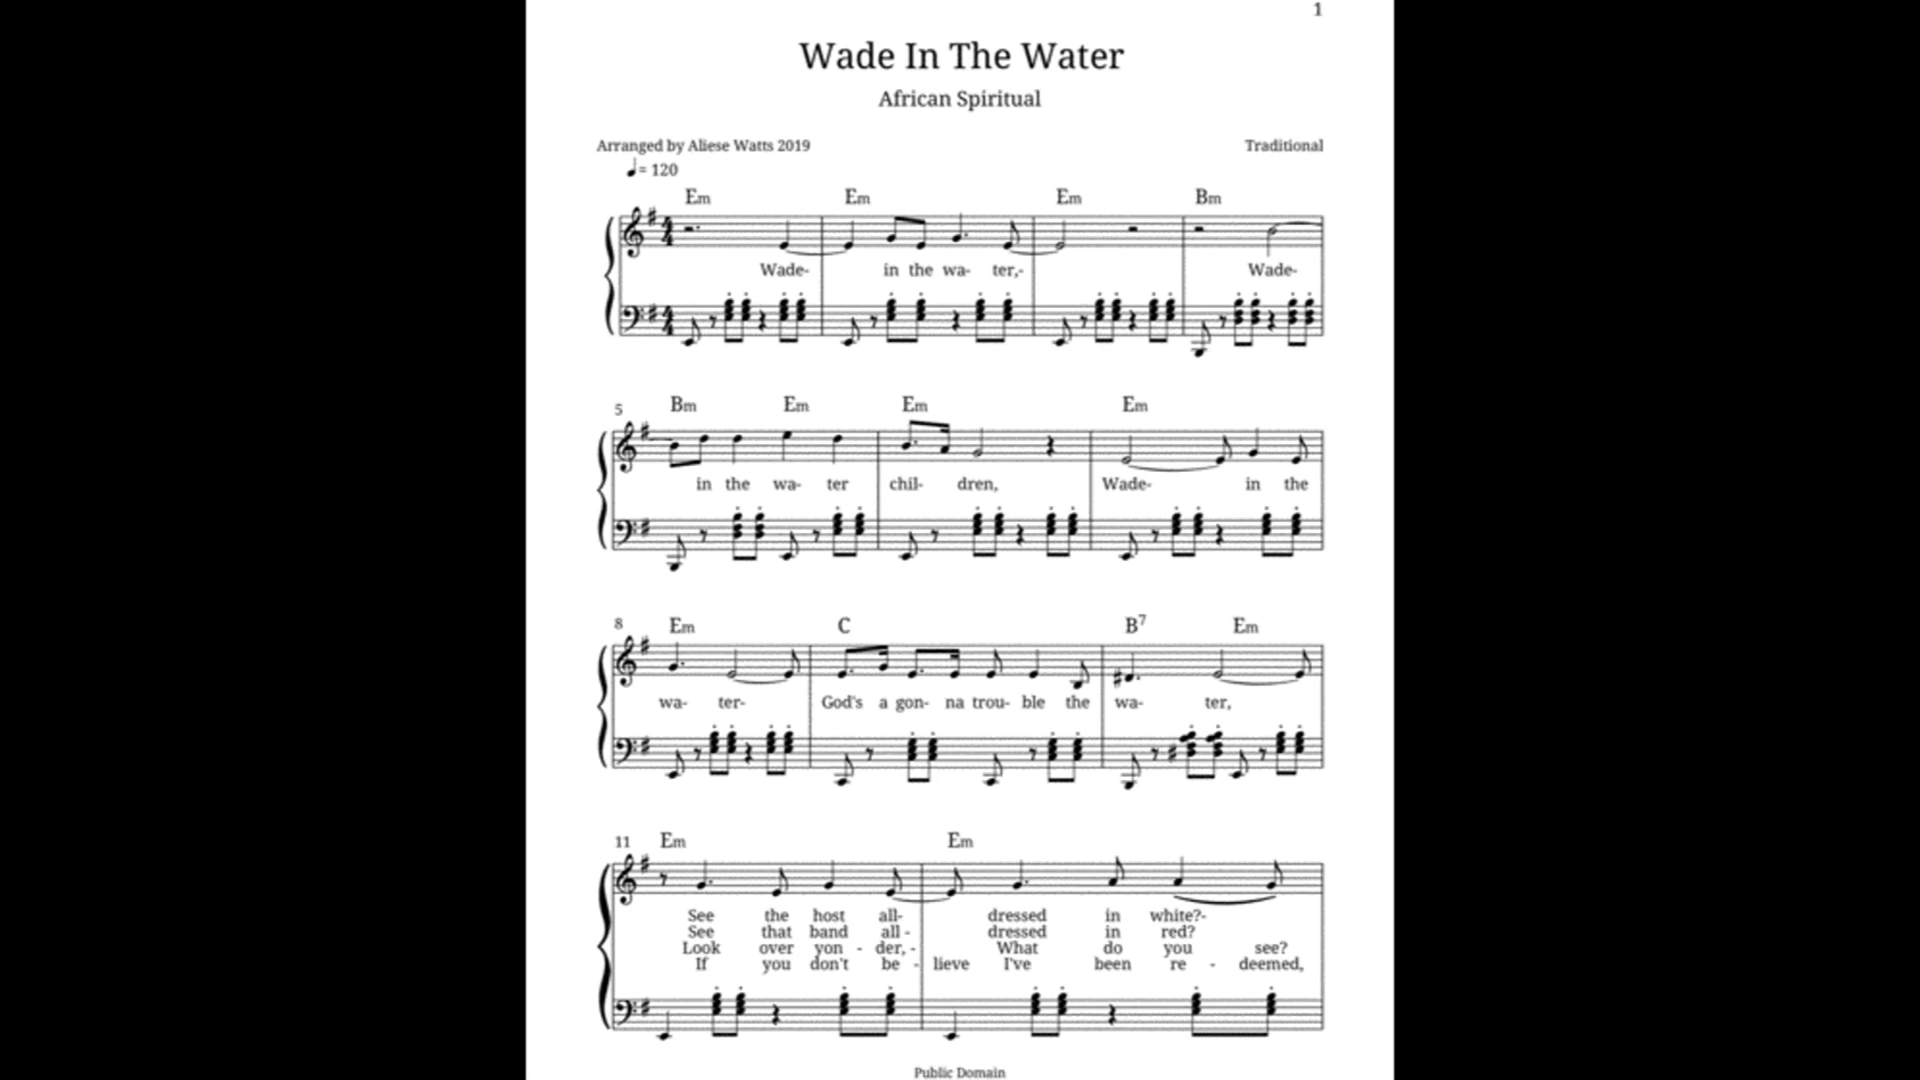 1
Wade In The Water
African Spiritual
Arranged by Aliese Watts 2019
Traditional
♩= 120
Em Em Em Bm
4 4
Wade- in the wa- ter,- Wade-
4 4
5
Bm Em Em Em
in the wa- ter chil- dren, Wade- in the
8
Em C B7 Em
wa- ter- God's a gon- na trou- ble the wa- ter,
11
Em Em
See the host all- dressed in white?-
See that band all - dressed in red?
Look over yon - der, - What do you see?
If you don't be - lieve I've been re - deemed,
Public Domain